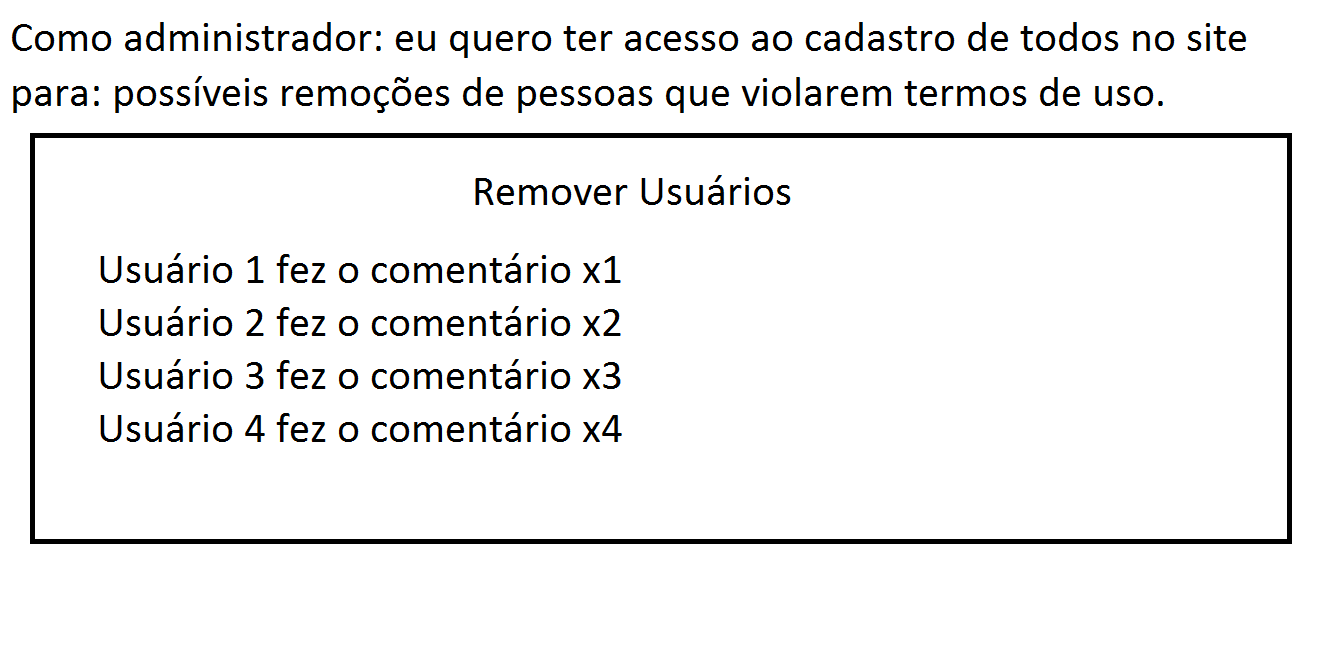 Como administrador: eu quero ter acesso ao cadastro de todos no site
para: possíveis remoções de pessoas que violarem termos de uso.
Remover Usuários
Usuário 1 fez o comentário x1
Usuário 2 fez o comentário x2
Usuário 3 fez o comentário x3
Usuário 4 fez o comentário x4